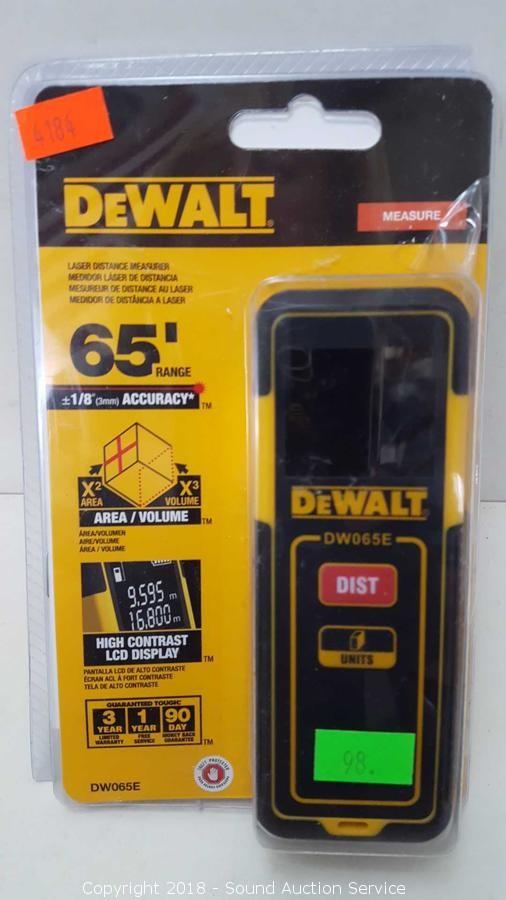 4184
DEWALT
MEASURE
LASER DISTANCE MEASURER
MEDIDOR LÁSER DE DISTANCIA
MESUREUR DE DISTANCE AU LASER
MEDIDOR DE DISTÂNCIA A LASER
65'
RANGE
±1/8" (3mm) ACCURACY*
TM
X² AREA
X³ VOLUME
AREA / VOLUME
TM
ÁREA/VOLUMEN
AIRE/VOLUME
ÁREA / VOLUME
9.595 m
16.800 m
HIGH CONTRAST
LCD DISPLAY
TM
PANTALLA LCD DE ALTO CONTRASTE
ÉCRAN ACL À FORT CONTRASTE
TELA DE ALTO CONTRASTE
GUARANTEED TOUGH
3 YEAR LIMITED WARRANTY
1 YEAR FREE SERVICE
90 DAY MONEY BACK GUARANTEE
TM
DW065E
DEWALT
DW065E
DIST
UNITS
98.
Copyright 2018 - Sound Auction Service